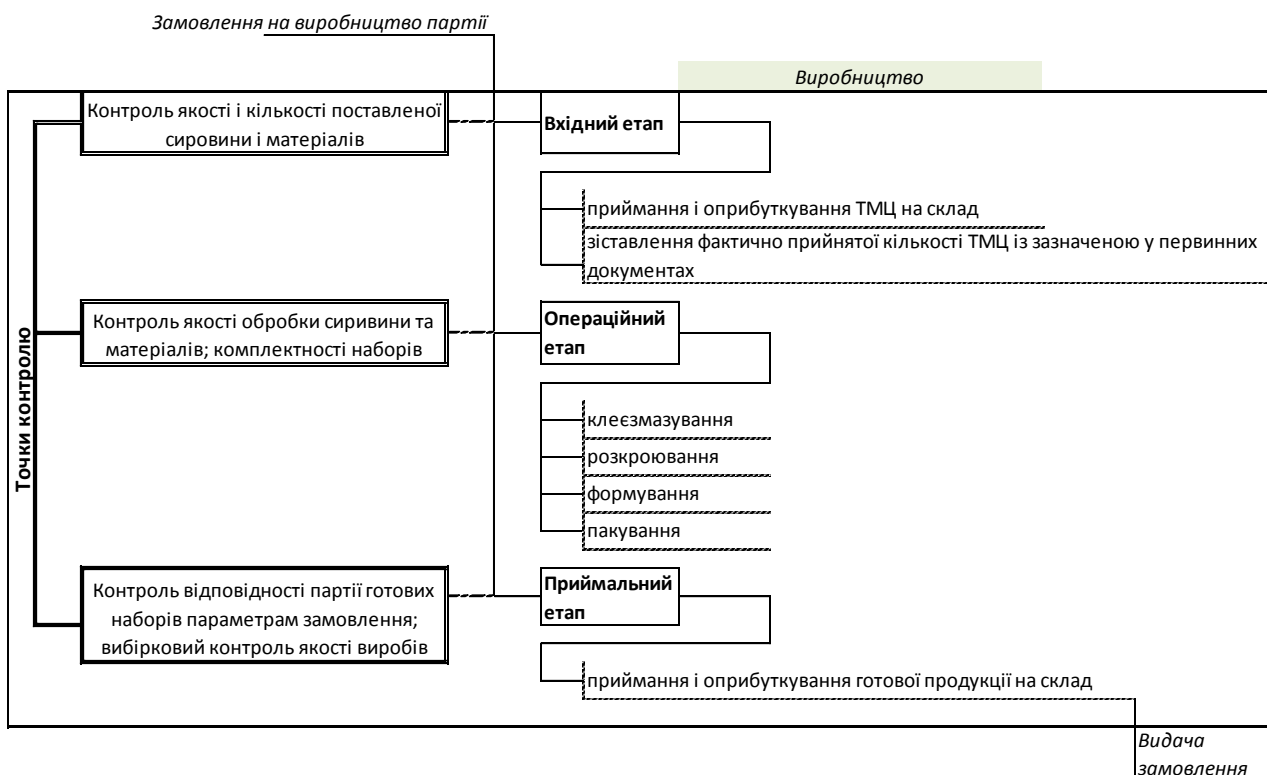 Замовлення на виробництво партії
Виробництво
Контроль якості і кількості поставленої
сировини і матеріалів
Вхідний етап
приймання і оприбуткування ТМЦ на склад
зіставлення фактично прийнятої кількості ТМЦ із зазначеною у первинних
документах
Точки контролю
Контроль якості обробки сиривини та
матеріалів; комплектності наборів
Операційний
етап
клеєзмазування
розкроювання
формування
пакування
Контроль відповідності партії готових
наборів параметрам замовлення;
вибірковий контроль якості виробів
Приймальний
етап
приймання і оприбуткування готової продукції на склад
Видача
замовлення